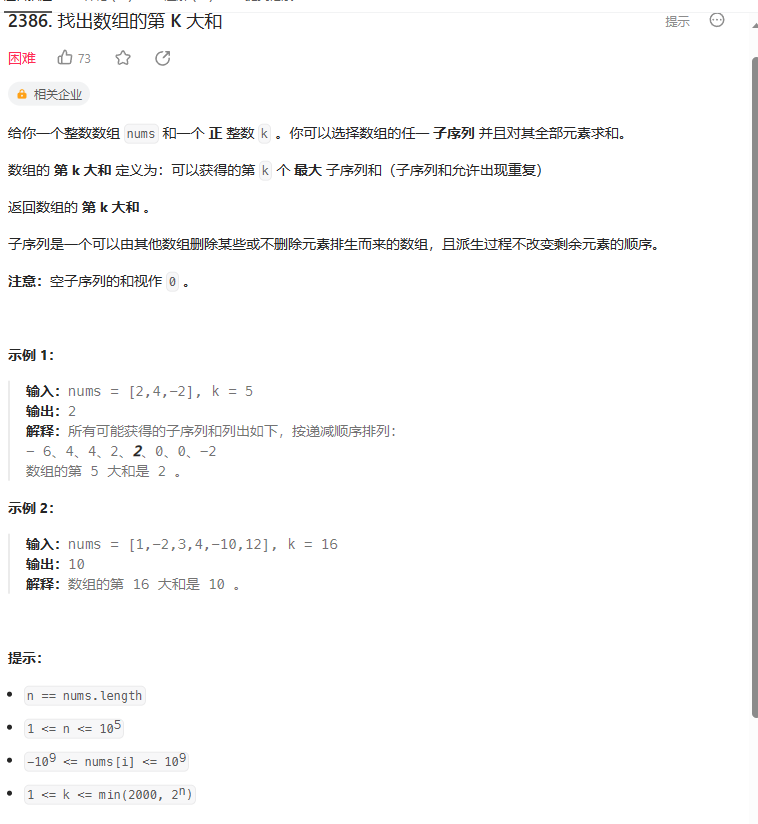 2386. 找出数组的第 K 大和
提示
困难
73
相关企业
给你一个整数数组 nums 和一个 正 整数 k 。你可以选择数组的任一 子序列 并且对其全部元素求和。
数组的 第 k 大和 定义为：可以获得的第 k 个 最大 子序列和（子序列和允许出现重复）
返回数组的 第 k 大和 。
子序列是一个可以由其他数组删除某些或不删除元素排生而来的数组，且派生过程不改变剩余元素的顺序。
注意：空子序列的和视作 0 。
示例 1：
输入：nums = [2,4,-2], k = 5
输出：2
解释：所有可能获得的子序列和列出如下，按递减顺序排列：
- 6、4、4、2、2、0、0、-2
数组的第 5 大和是 2 。
示例 2：
输入：nums = [1,-2,3,4,-10,12], k = 16
输出：10
解释：数组的第 16 大和是 10 。
提示：
n == nums.length
1 <= n <= 10⁵
-10⁹ <= nums[i] <= 10⁹
1 <= k <= min(2000, 2ⁿ)